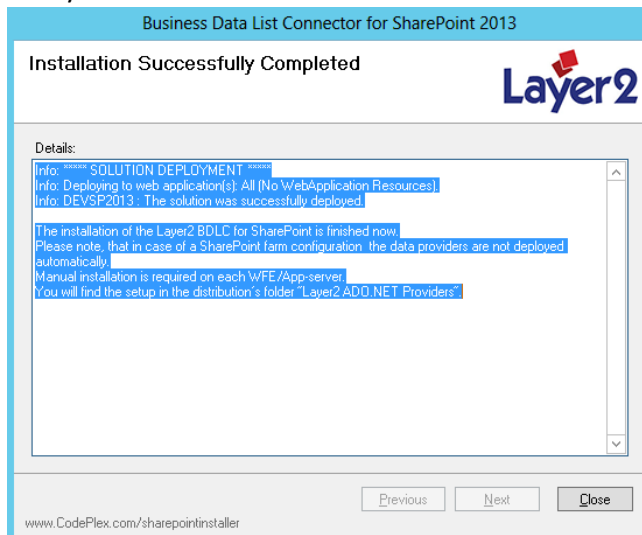 Business Data List Connector for SharePoint 2013
Installation Successfully Completed
Layer2
Details:
Info: ***** SOLUTION DEPLOYMENT *****
Info: Deploying to web application(s): All (No WebApplication Resources).
Info: DEVSP2013 : The solution was successfully deployed.
The installation of the Layer2 BDLC for SharePoint is finished now.
Please note, that in case of a SharePoint farm configuration  the data providers are not deployed
automatically.
Manual installation is required on each WFE/App-server.
You will find the setup in the distribution´s folder "Layer2 ADO.NET Providers".
Previous Next Close
www.CodePlex.com/sharepointinstaller